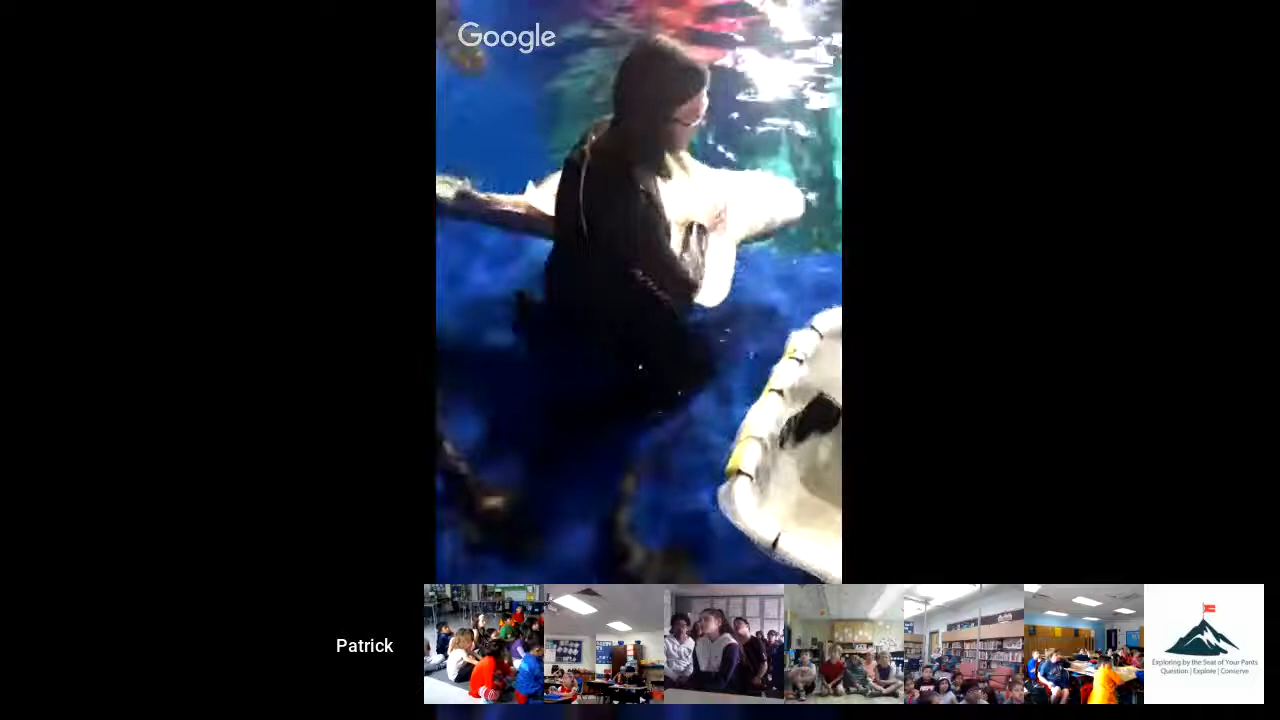 Google
Patrick
Exploring by the Seat of Your Pants
Question | Explore | Conserve